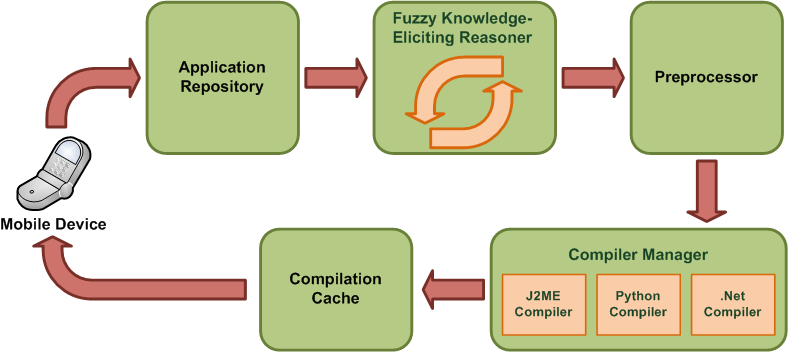 Application
Repository
Fuzzy Knowledge-
Eliciting Reasoner
Preprocessor
Mobile Device
Compilation
Cache
Compiler Manager
J2ME
Compiler
Python
Compiler
.Net
Compiler